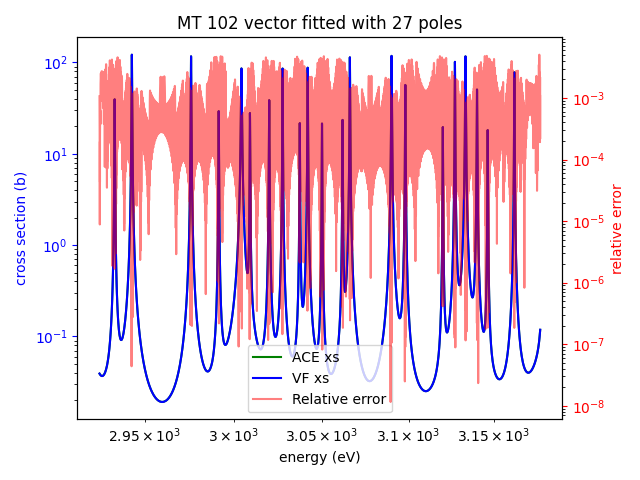 MT 102 vector fitted with 27 poles
10² 10¹ 10⁰ 10⁻¹
cross section (b)
10⁻³ 10⁻⁴ 10⁻⁵ 10⁻⁶ 10⁻⁷ 10⁻⁸
relative error
ACE xs
VF xs
Relative error
2.95 × 10³ 3 × 10³ 3.05 × 10³ 3.1 × 10³ 3.15 × 10³
energy (eV)